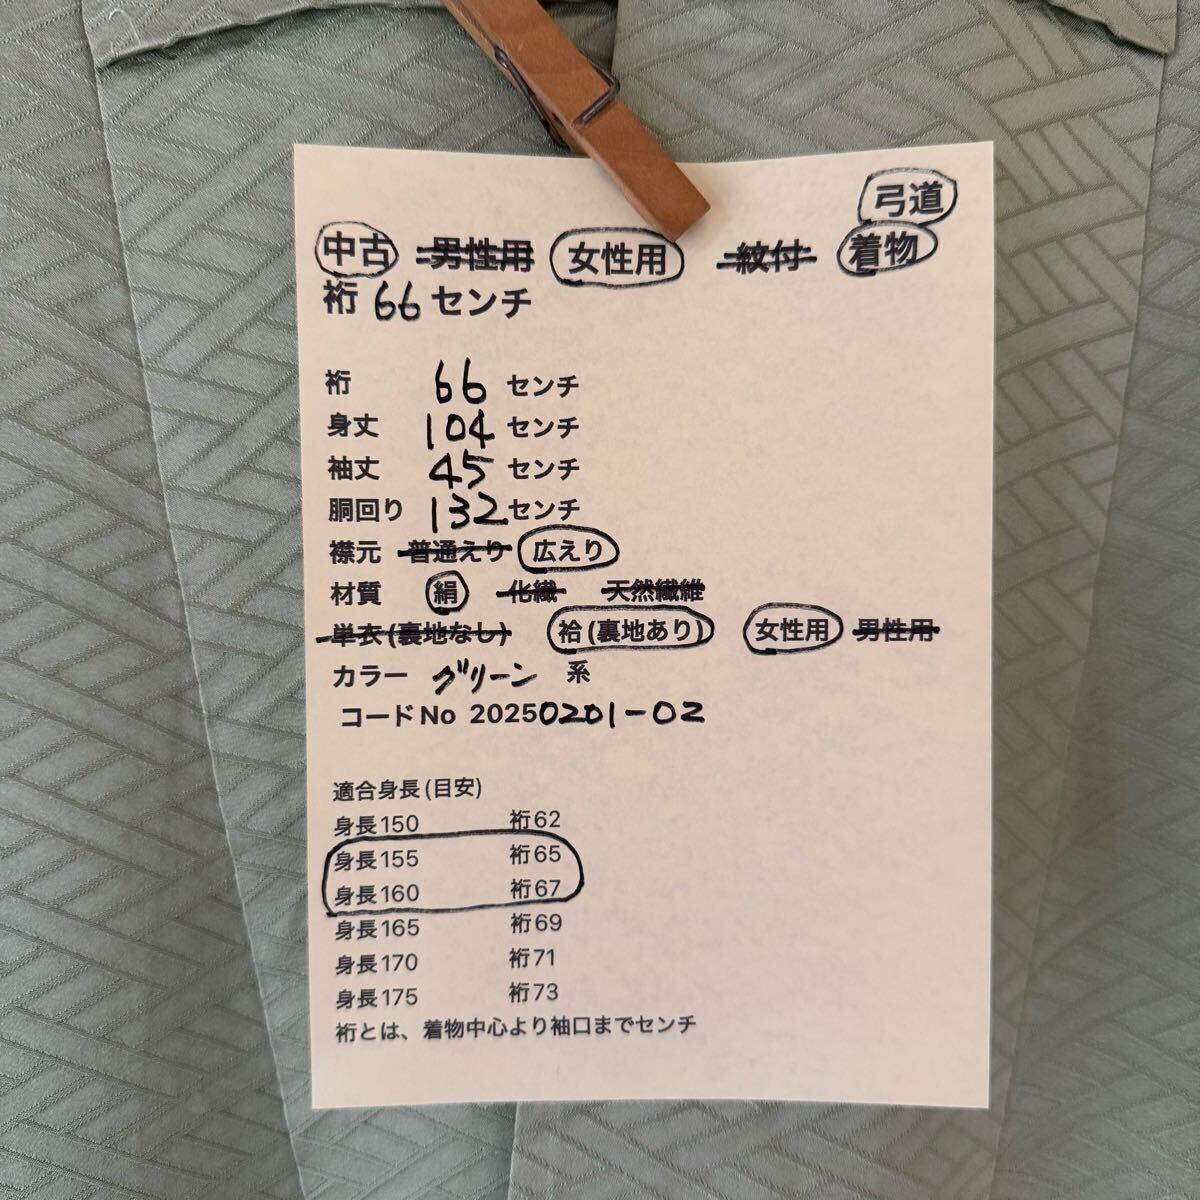 弓道
中古 男性用 女性用 紋付 着物
裄 66 センチ
裄 66 センチ
身丈 104 センチ
袖丈 45 センチ
胴回り 132 センチ
襟元 普通えり 広えり
材質 絹 化繊 天然繊維
単衣(裏地なし) 袷(裏地あり) 女性用 男性用
カラー グリーン 系
コードNo 20250201-02
適合身長(目安)
身長150 裄62
身長155 裄65
身長160 裄67
身長165 裄69
身長170 裄71
身長175 裄73
裄とは、着物中心より袖口までセンチ